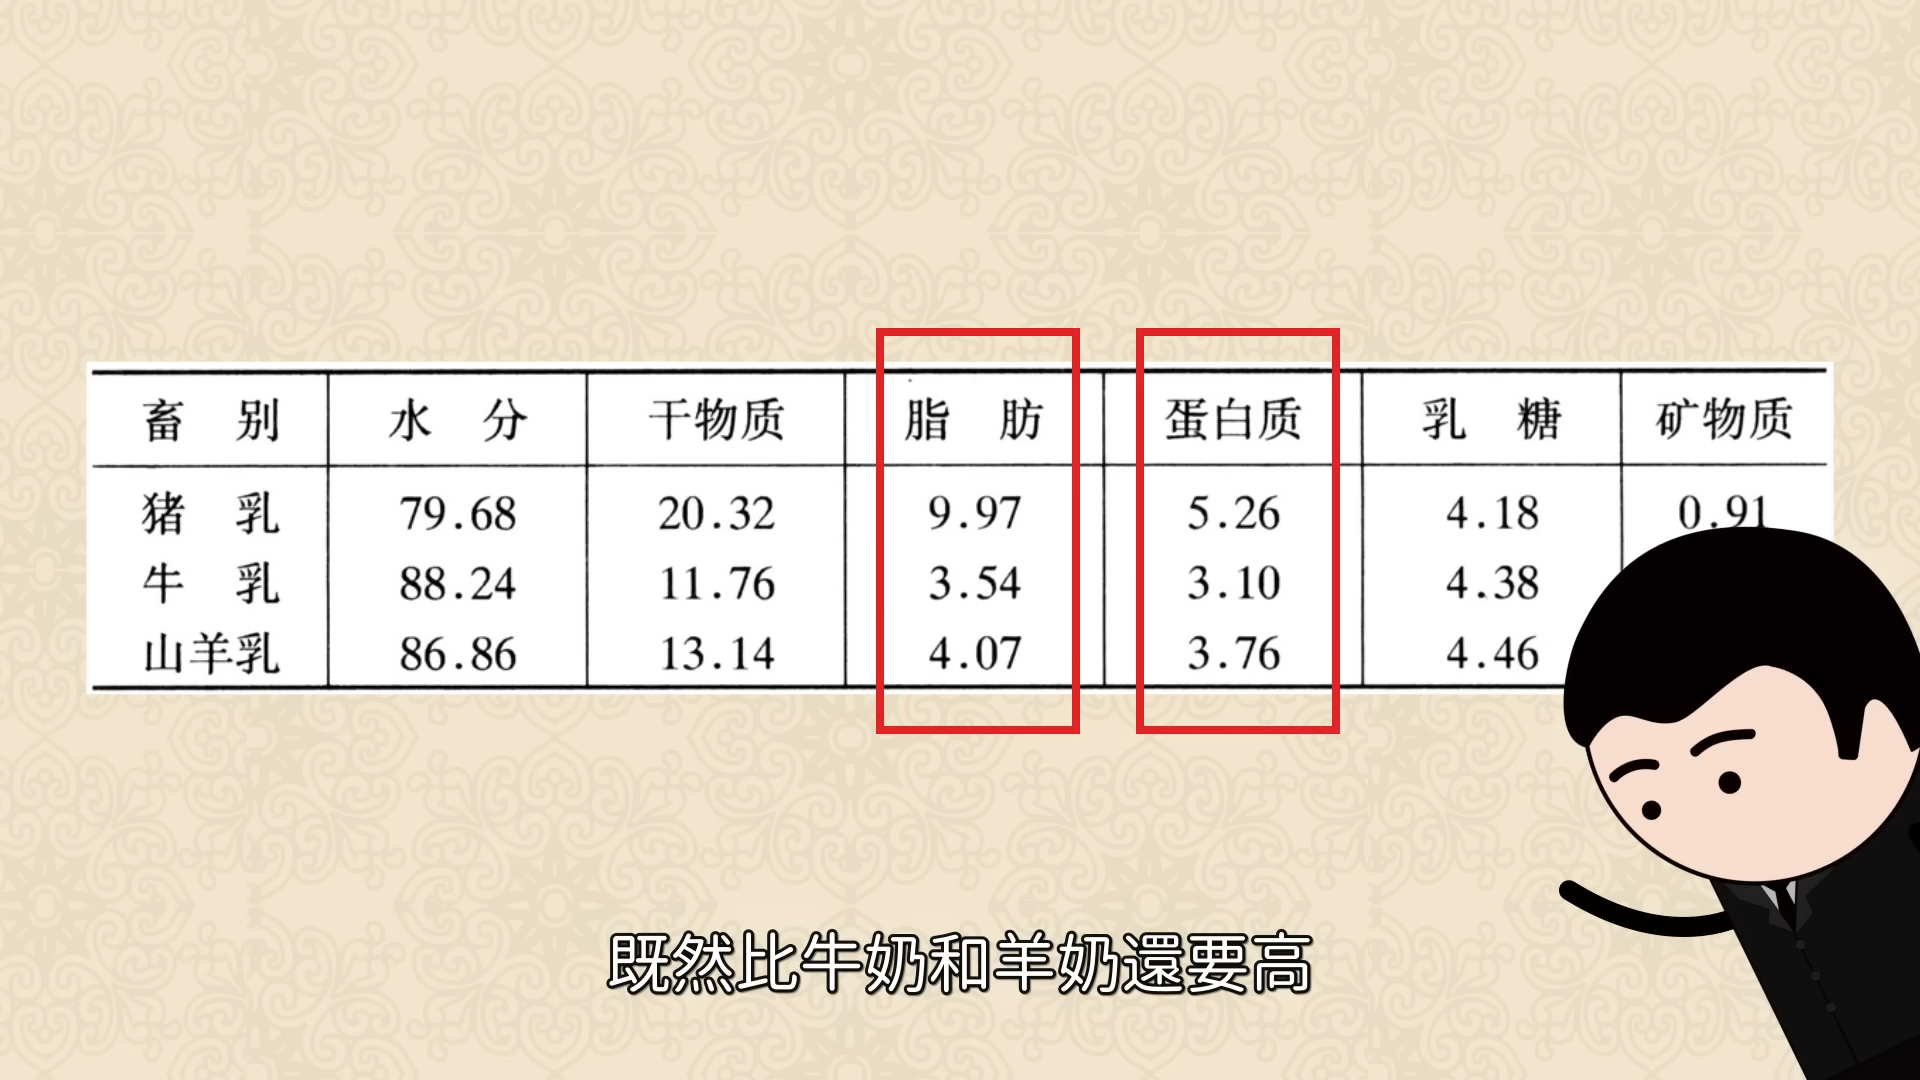 畜 别 水 分 干物质 脂 肪 蛋白质 乳 糖 矿物质
猪 乳 79.68 20.32 9.97 5.26 4.18 0.91
牛 乳 88.24 11.76 3.54 3.10 4.38
山羊乳 86.86 13.14 4.07 3.76 4.46
既然比牛奶和羊奶還要高